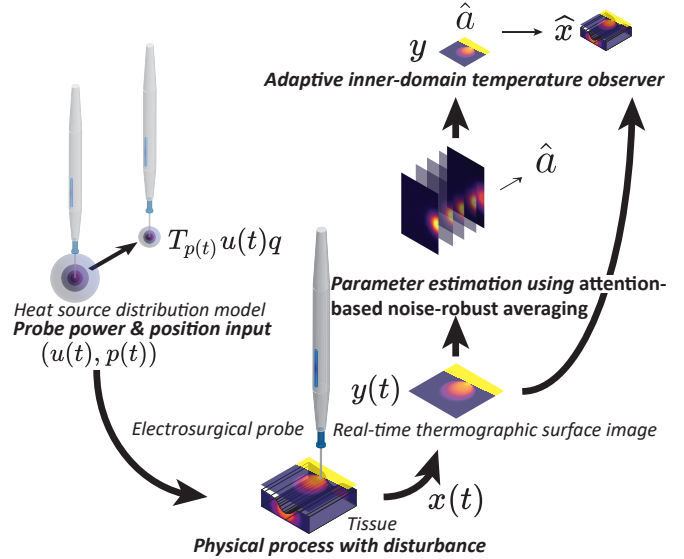 â
y → x̂
Adaptive inner-domain temperature observer
â
T_{p(t)} u(t)q
Heat source distribution model
Probe power & position input
(u(t), p(t))
Parameter estimation using attention-
based noise-robust averaging
y(t)
Electrosurgical probe
Real-time thermographic surface image
x(t)
Tissue
Physical process with disturbance